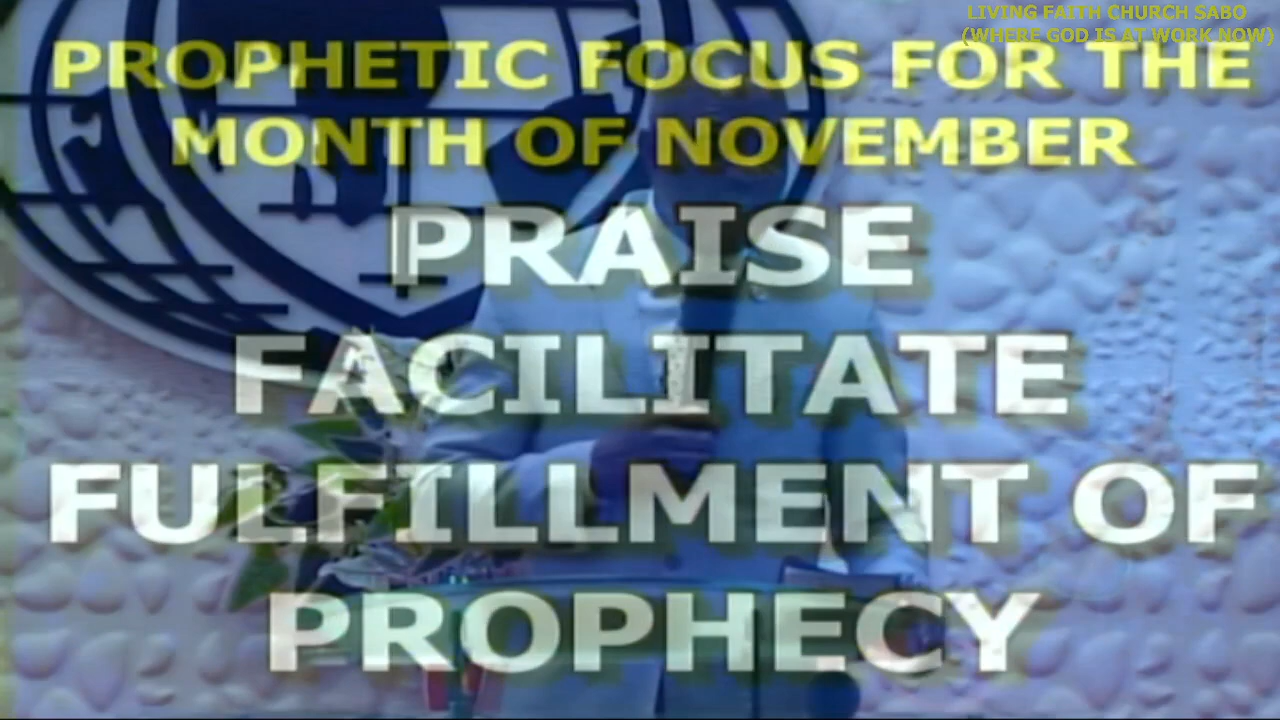 LIVING FAITH CHURCH SABO
(WHERE GOD IS AT WORK NOW)
PROPHETIC FOCUS FOR THE
MONTH OF NOVEMBER
PRAISE
FACILITATE
FULFILLMENT OF
PROPHECY